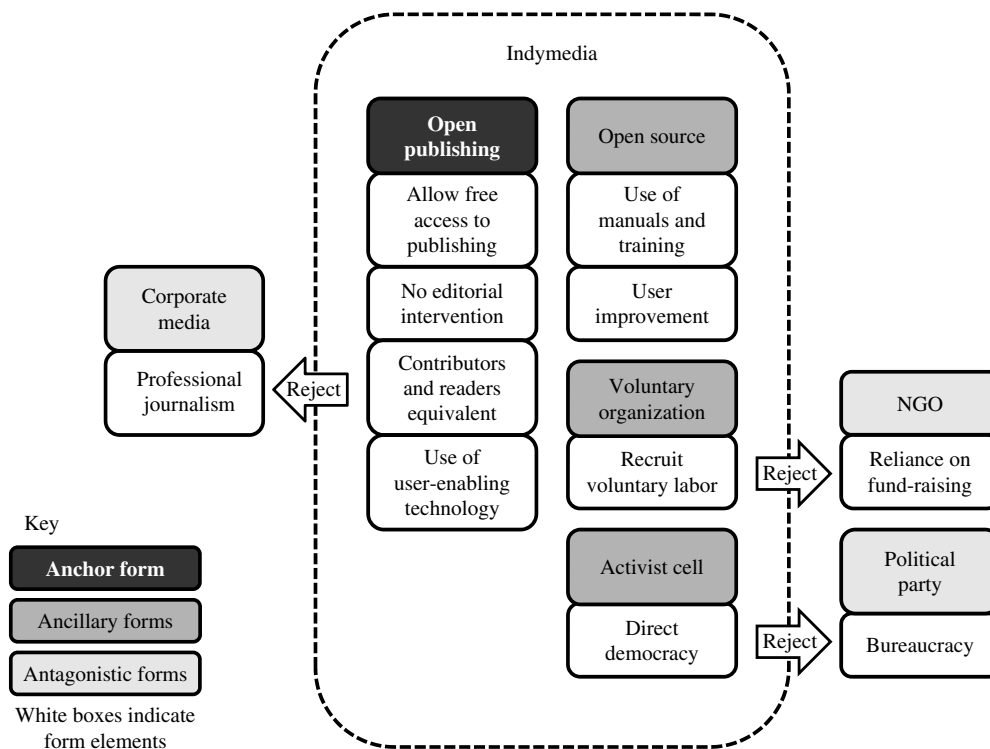 Indymedia
Open
publishing
Allow free
access to
publishing
No editorial
intervention
Contributors
and readers
equivalent
Use of
user-enabling
technology
Open source
Use of
manuals and
training
User
improvement
Voluntary
organization
Recruit
voluntary labor
Activist cell
Direct
democracy
Corporate
media
Professional
journalism
Reject
Reject
NGO
Reliance on
fund-raising
Reject
Political
party
Bureaucracy
Key
Anchor form
Ancillary forms
Antagonistic forms
White boxes indicate
form elements